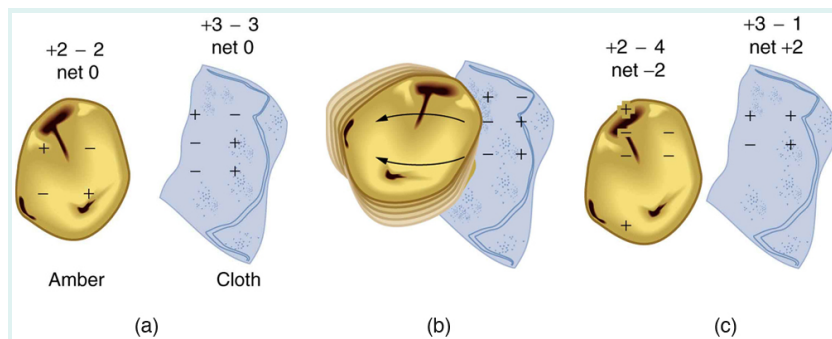 +2 − 2
net 0
+3 − 3
net 0
+ −
− +
+ −
− +
− +
Amber
Cloth
(a)
+ −
− +
− +
(b)
+2 − 4
net −2
+3 − 1
net +2
+
− −
− −
+
+ +
− +
(c)